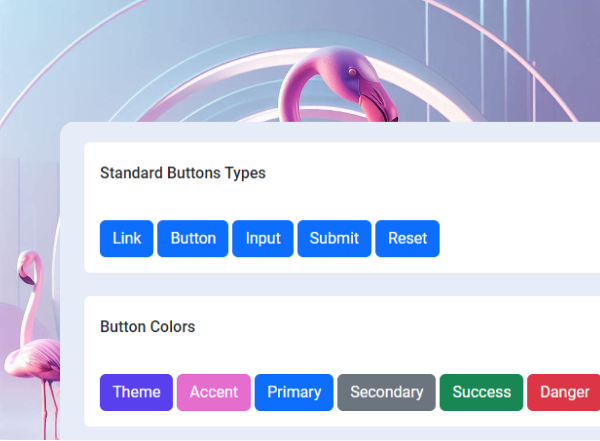 Standard Buttons Types
Link Button Input Submit Reset
Button Colors
Theme Accent Primary Secondary Success Danger